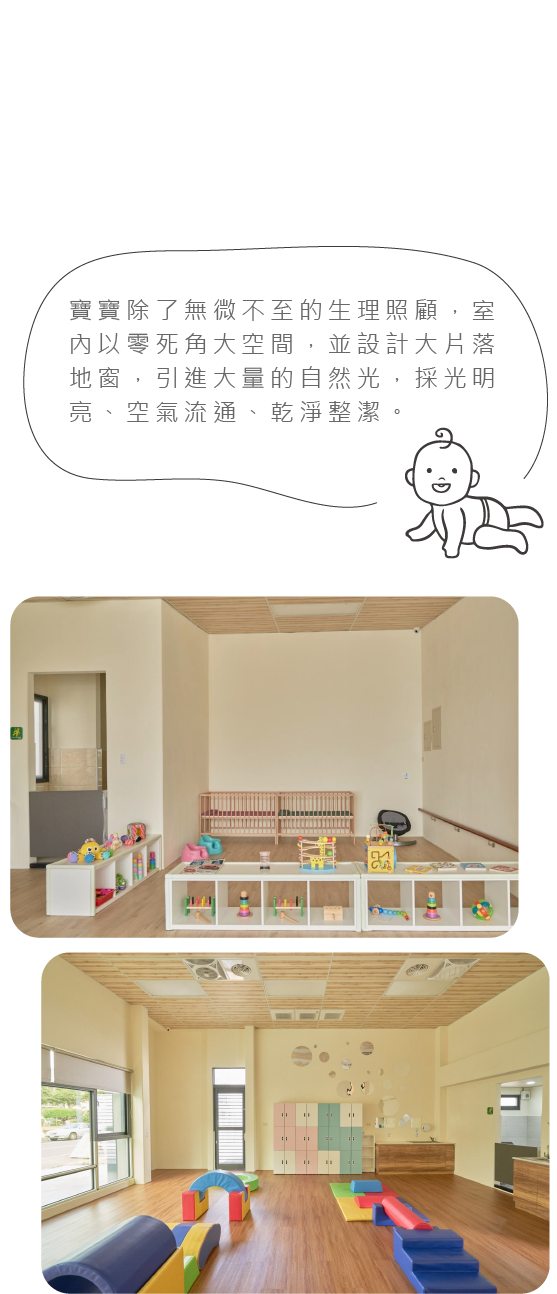 寶寶除了無微不至的生理照顧，室
內以零死角大空間，並設計大片落
地窗，引進大量的自然光，採光明
亮、空氣流通、乾淨整潔。